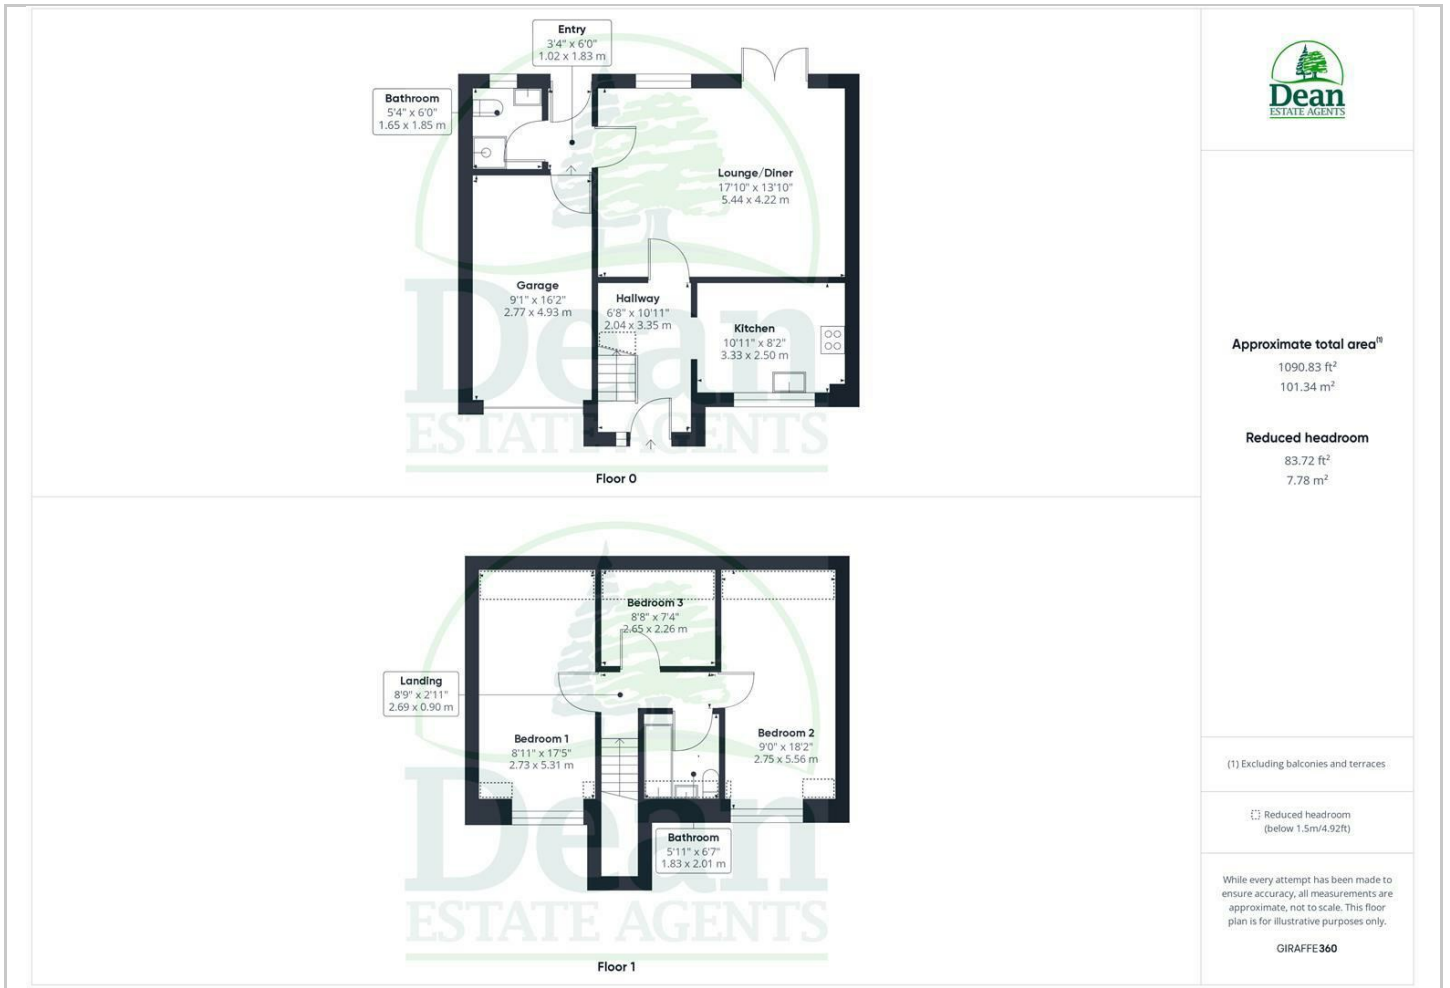 Entry
3'4" x 6'0"
1.02 x 1.83 m
Bathroom
5'4" x 6'0"
1.65 x 1.85 m
Lounge/Diner
17'10" x 13'10"
5.44 x 4.22 m
Garage
9'1" x 16'2"
2.77 x 4.93 m
Hallway
6'8" x 10'11"
2.04 x 3.35 m
Kitchen
10'11" x 8'2"
3.33 x 2.50 m
Dean
ESTATE AGENTS
Floor 0
Bedroom 3
8'8" x 7'4"
2.65 x 2.26 m
Landing
8'9" x 2'11"
2.69 x 0.90 m
Bedroom 1
8'11" x 17'5"
2.73 x 5.31 m
Bedroom 2
9'0" x 18'2"
2.75 x 5.56 m
Bathroom
5'11" x 6'7"
1.83 x 2.01 m
Dean
ESTATE AGENTS
Floor 1
Dean
ESTATE AGENTS
Approximate total area(1)
1090.83 ft²
101.34 m²
Reduced headroom
83.72 ft²
7.78 m²
(1) Excluding balconies and terraces
Reduced headroom
(below 1.5m/4.92ft)
While every attempt has been made to
ensure accuracy, all measurements are
approximate, not to scale. This floor
plan is for illustrative purposes only.
GIRAFFE360